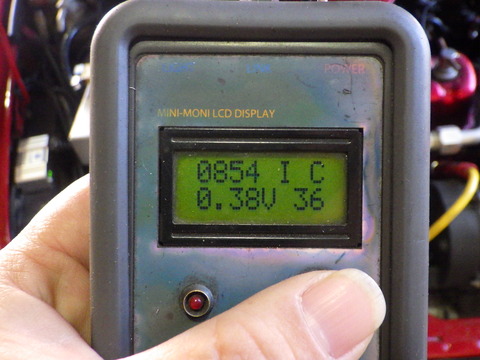 POWER
MINI-MONI LCD DISPLAY
0854 I C
0.38V 36